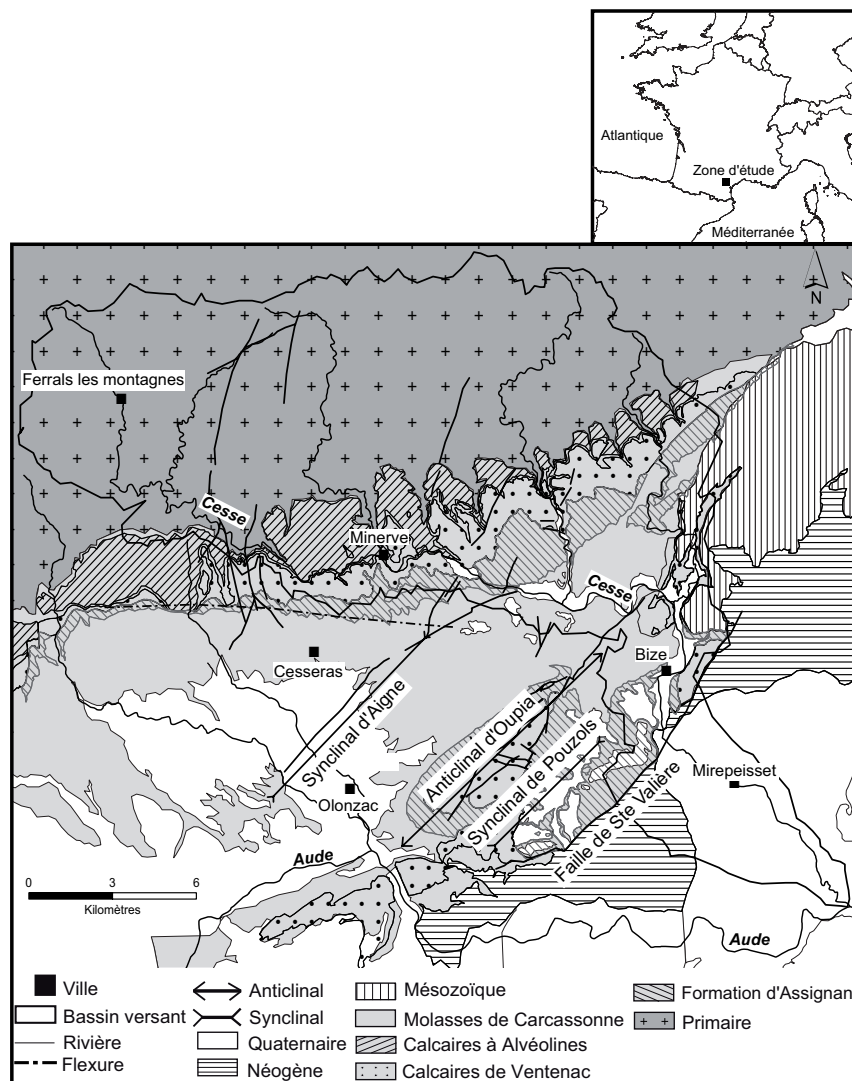 Atlantique
Zone d'étude
Méditerranée
N
Ferrals les montagnes
Cesse
Minerve
Cesse
Bize
Cesseras
Synclinal d'Aigne
Anticlinal d'Oupia
Synclinal de Pouzols
Mirepeisset
Olonzac
Faille de Ste Valière
Aude
0 3 6
Kilomètres
Aude
Ville
Bassin versant
Rivière
Flexure
Anticlinal
Synclinal
Quaternaire
Néogène
Mésozoïque
Molasses de Carcassonne
Calcaires à Alvéolines
Calcaires de Ventenac
Formation d'Assignan
Primaire